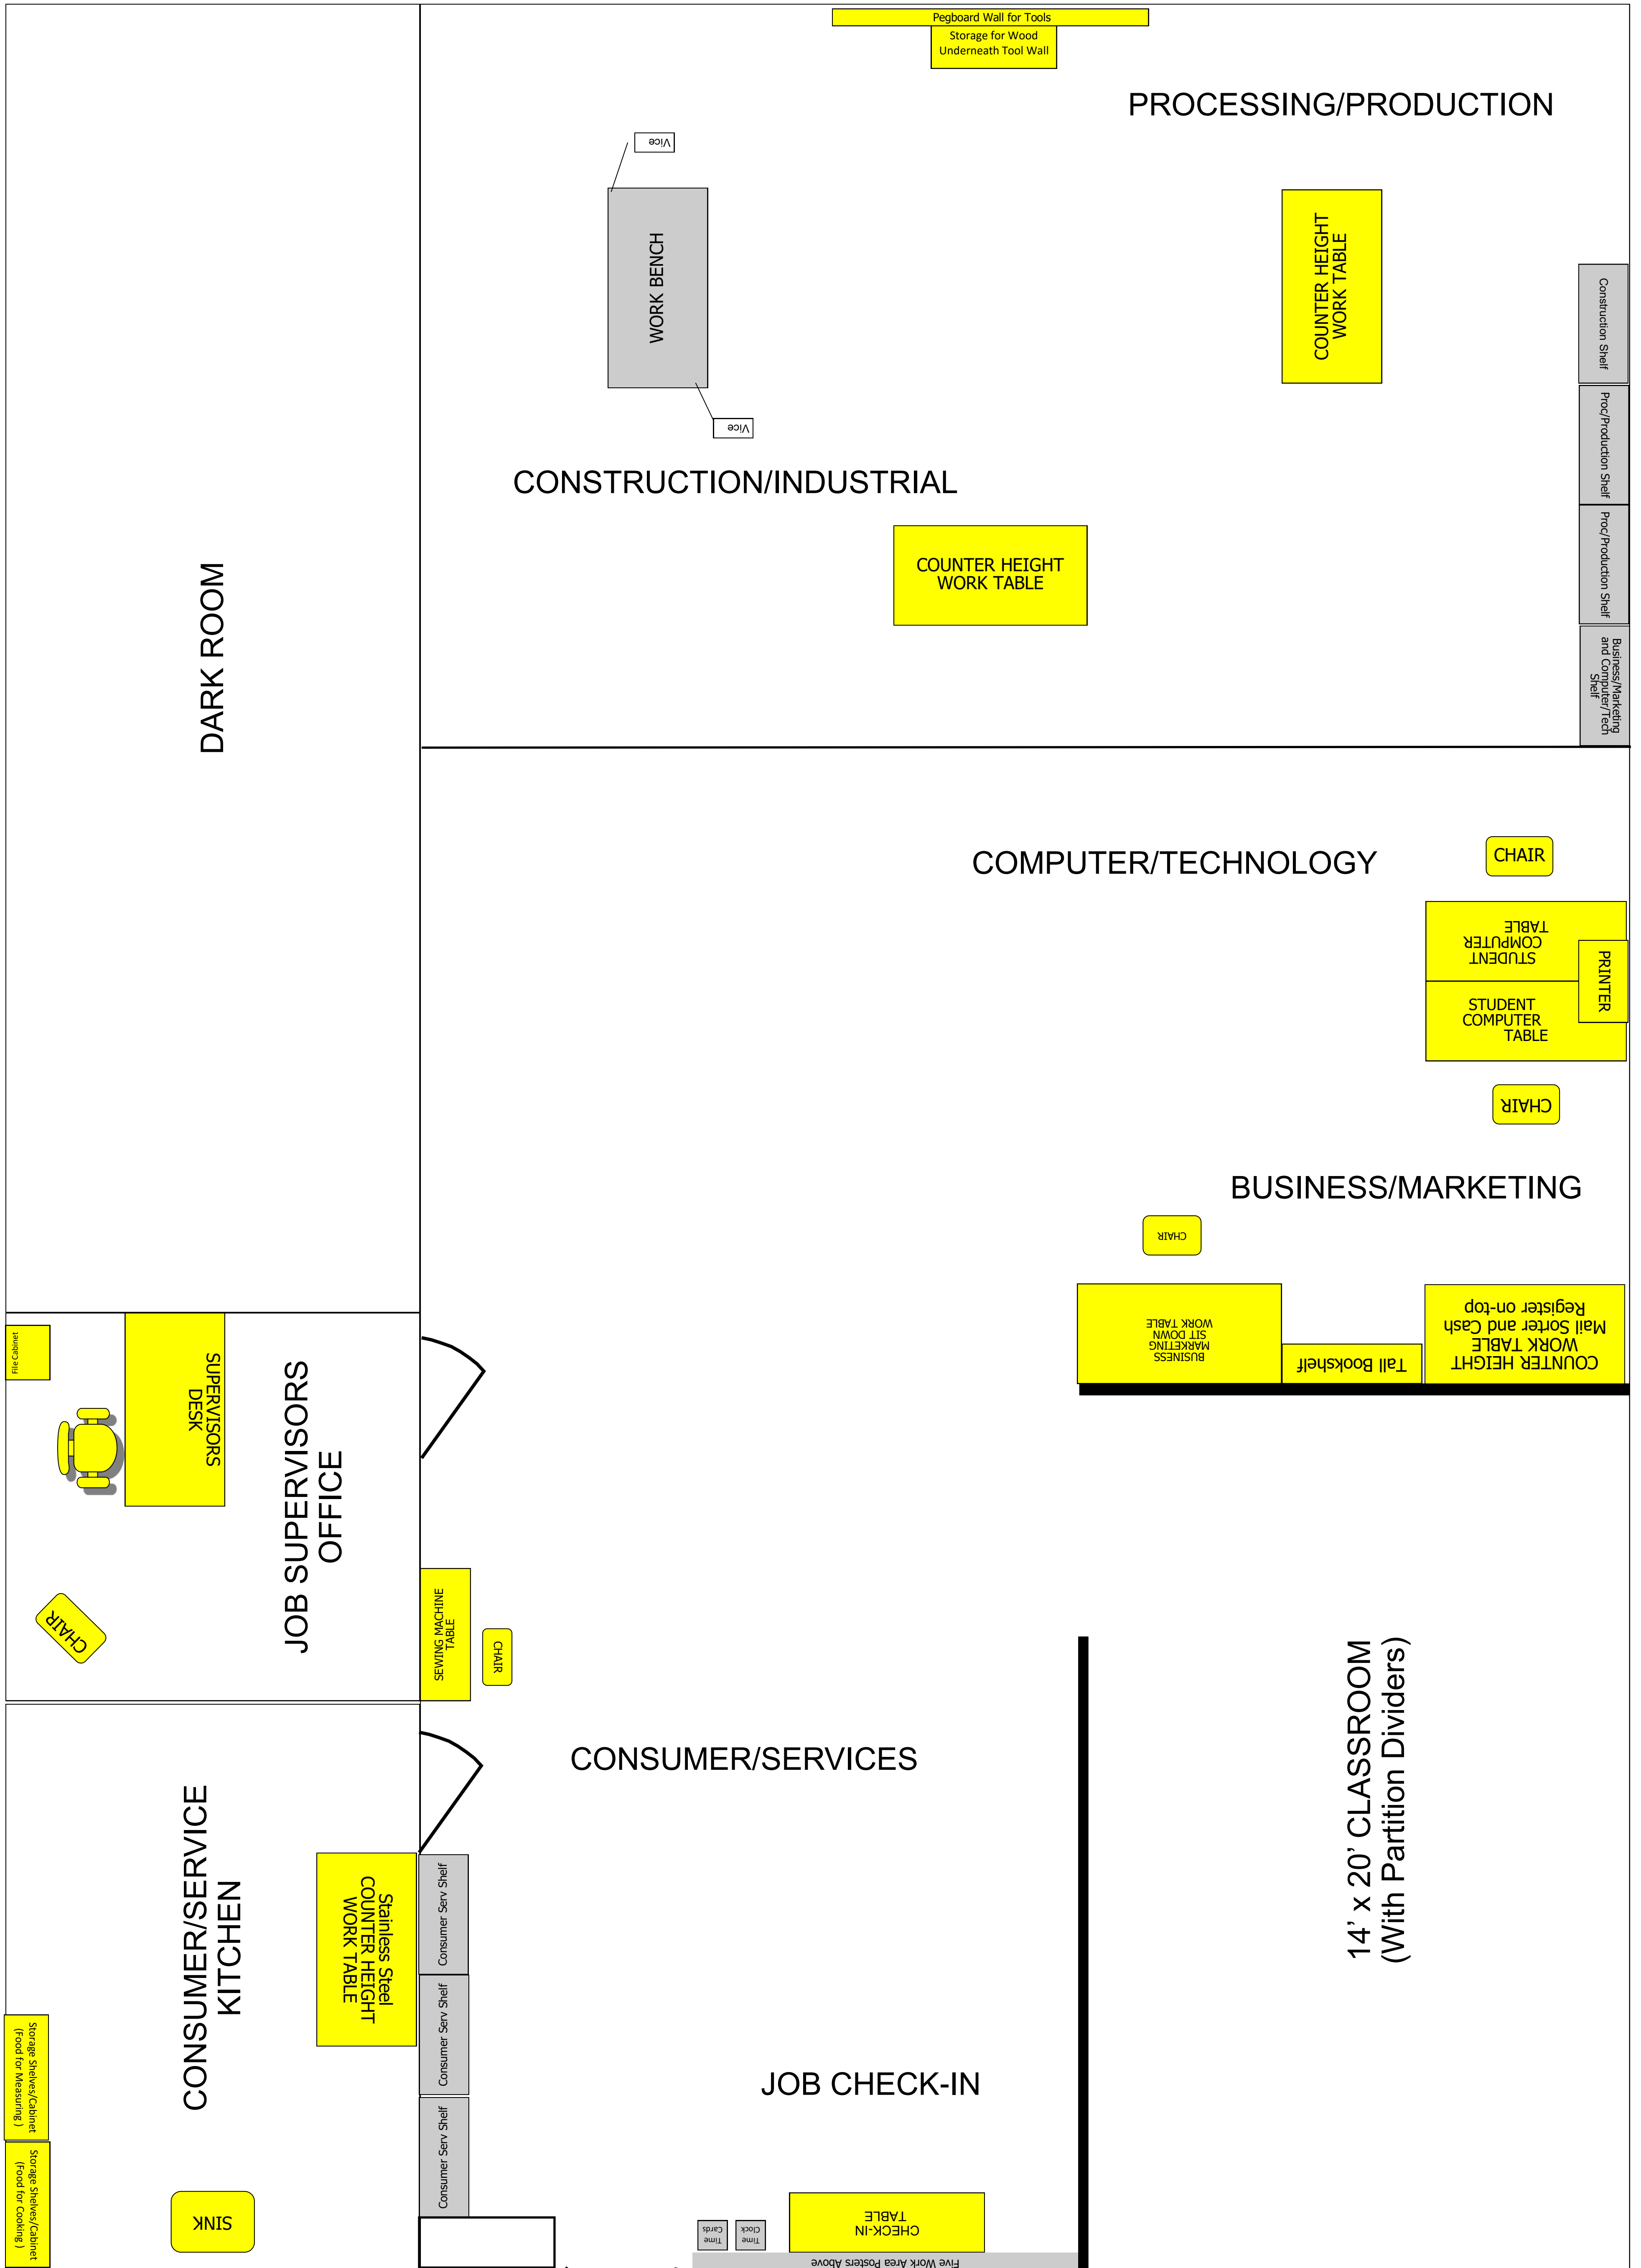 Pegboard Wall for Tools
Storage for Wood
Underneath Tool Wall
PROCESSING/PRODUCTION
Vice
WORK BENCH
COUNTER HEIGHT
WORK TABLE
Construction Shelf
Proc/Production Shelf
Proc/Production Shelf
Business/Marketing
and Computer/Tech
Shelf
Vice
CONSTRUCTION/INDUSTRIAL
COUNTER HEIGHT
WORK TABLE
DARK ROOM
COMPUTER/TECHNOLOGY
CHAIR
STUDENT
COMPUTER
TABLE
PRINTER
STUDENT
COMPUTER
TABLE
CHAIR
BUSINESS/MARKETING
CHAIR
BUSINESS
MARKETING
SIT DOWN
WORK TABLE
Tall Bookshelf
COUNTER HEIGHT
WORK TABLE
Mail Sorter and Cash
Register on-top
File Cabinet
SUPERVISORS
DESK
JOB SUPERVISORS
OFFICE
CHAIR
SEWING MACHINE
TABLE
CHAIR
CONSUMER/SERVICES
14' x 20' CLASSROOM
(With Partition Dividers)
CONSUMER/SERVICE
KITCHEN
Stainless Steel
COUNTER HEIGHT
WORK TABLE
Consumer Serv Shelf
Consumer Serv Shelf
Consumer Serv Shelf
Storage Shelves/Cabinet
(Food for Measuring )
Storage Shelves/Cabinet
(Food for Cooking )
SINK
JOB CHECK-IN
Time
Cards
Time
Clock
CHECK-IN
TABLE
Five Work Area Posters Above